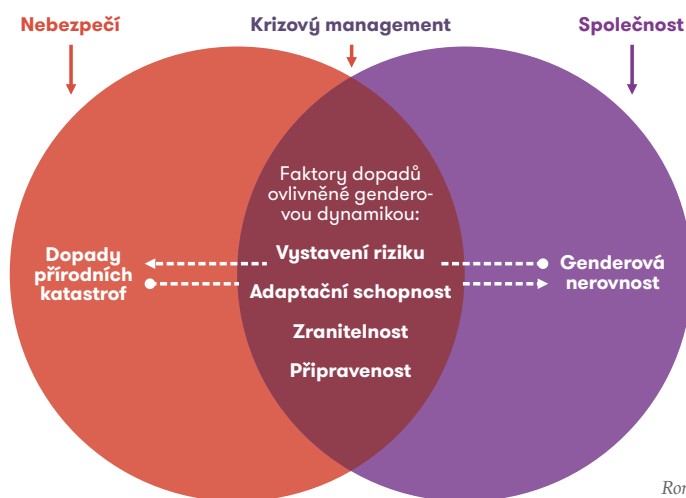 Nebezpečí
Krizový management
Společnost
Faktory dopadů
ovlivněné gendero-
vou dynamikou:
Vystavení riziku
Dopady
přírodních
katastrof
Genderová
nerovnost
Adaptační schopnost
Zranitelnost
Připravenost